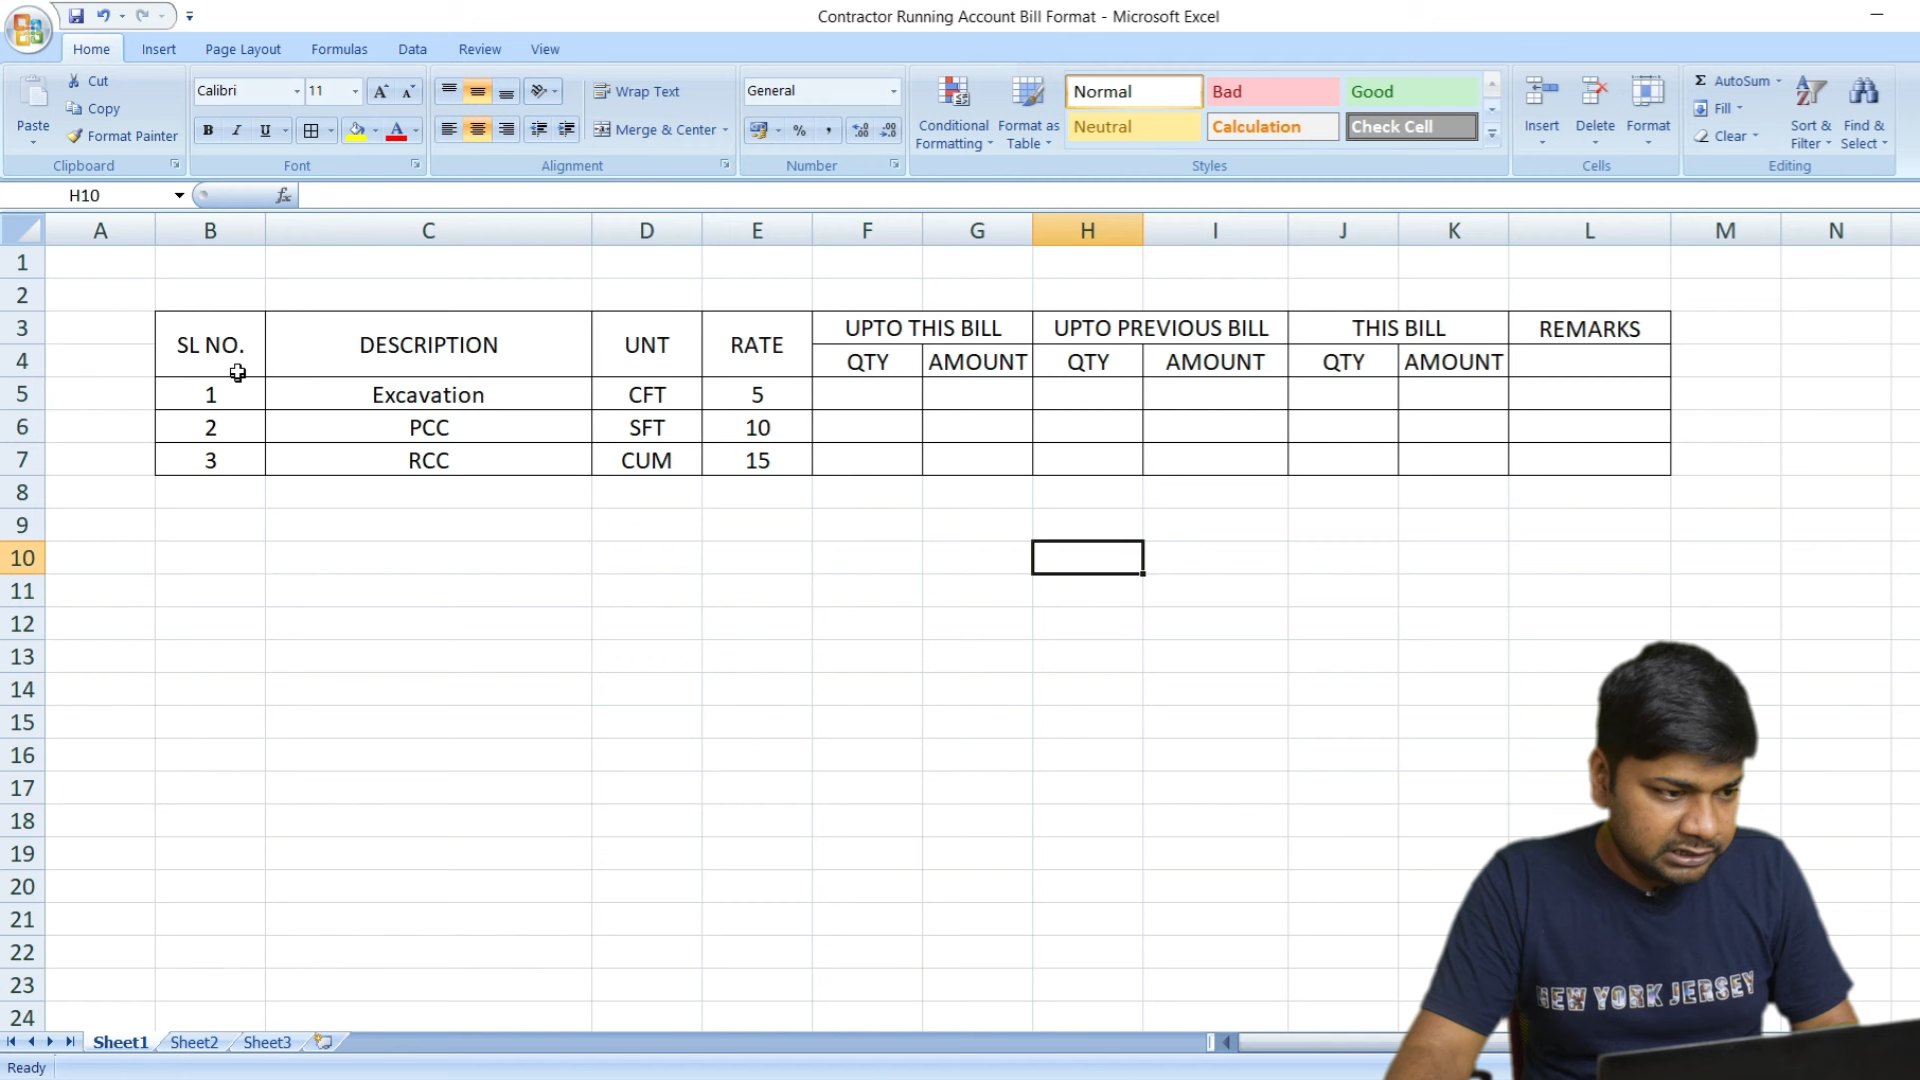 Contractor Running Account Bill Format - Microsoft Excel
Home Insert Page Layout Formulas Data Review View
Paste
Cut
Copy
Format Painter
Clipboard
Calibri 11
B I U
Font
Wrap Text
Merge & Center
Alignment
General
%
Number
Conditional Formatting
Format as Table
Normal Bad Good
Neutral Calculation Check Cell
Styles
Insert Delete Format
Cells
Σ AutoSum
Fill
Clear
Sort & Filter
Find & Select
Editing
H10
fx
A B C D E F G H I J K L M N
1
2
3 SL NO. DESCRIPTION UNT RATE UPTO THIS BILL UPTO PREVIOUS BILL THIS BILL REMARKS
4 QTY AMOUNT QTY AMOUNT QTY AMOUNT
5 1 Excavation CFT 5
6 2 PCC SFT 10
7 3 RCC CUM 15
8
9
10
11
12
13
14
15
16
17
18
19
20
21
22
23
24
NEW YORK JERSEY
Sheet1 Sheet2 Sheet3
Ready